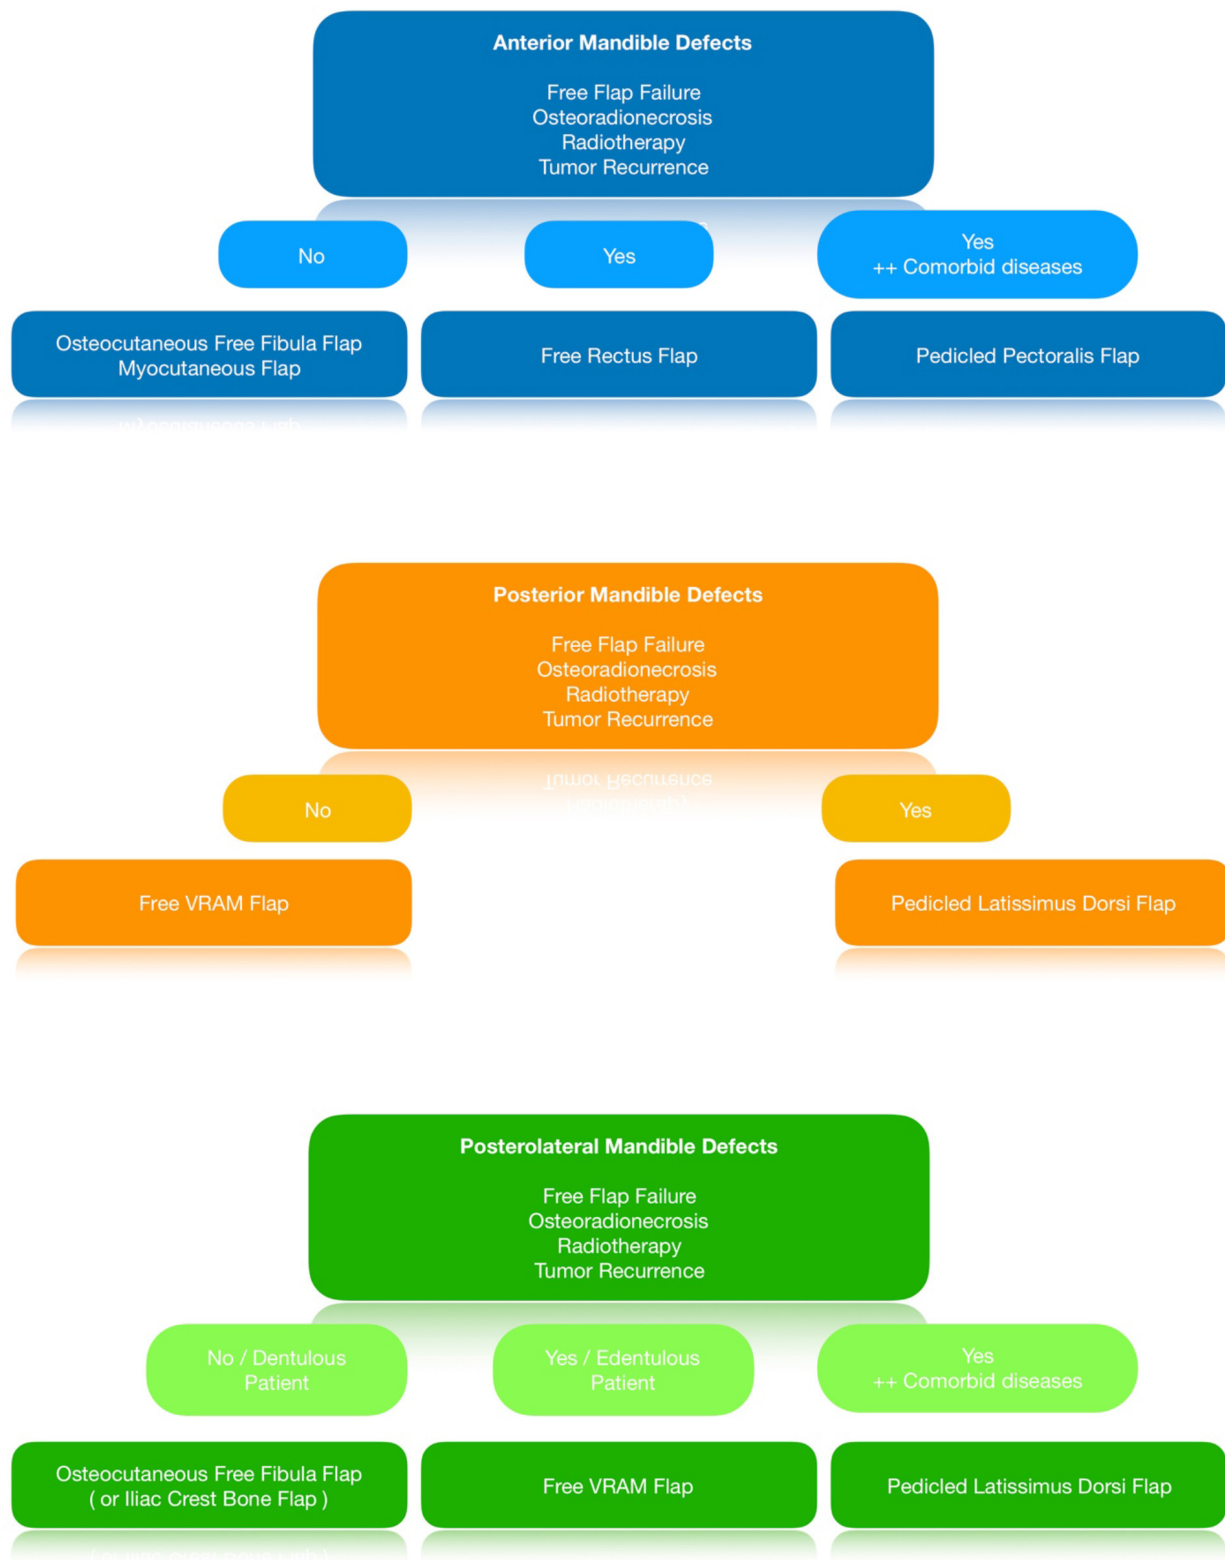 Anterior Mandible Defects
Free Flap Failure
Osteoradionecrosis
Radiotherapy
Tumor Recurrence
No
Yes
Yes
++ Comorbid diseases
Osteocutaneous Free Fibula Flap
Myocutaneous Flap
Free Rectus Flap
Pedicled Pectoralis Flap
Posterior Mandible Defects
Free Flap Failure
Osteoradionecrosis
Radiotherapy
Tumor Recurrence
No
Yes
Free VRAM Flap
Pedicled Latissimus Dorsi Flap
Posterolateral Mandible Defects
Free Flap Failure
Osteoradionecrosis
Radiotherapy
Tumor Recurrence
No / Dentulous
Patient
Yes / Edentulous
Patient
Yes
++ Comorbid diseases
Osteocutaneous Free Fibula Flap
( or Iliac Crest Bone Flap )
Free VRAM Flap
Pedicled Latissimus Dorsi Flap